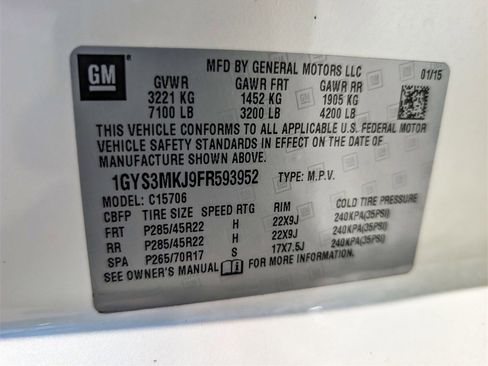 GM
MFD BY GENERAL MOTORS LLC 01/15
GVWR GAWR FRT GAWR RR
3221 KG 1452 KG 1905 KG
7100 LB 3200 LB 4200 LB
THIS VEHICLE CONFORMS TO ALL APPLICABLE U.S. FEDERAL MOTOR
VEHICLE SAFETY STANDARDS IN EFFECT ON THE DATE OF
MANUFACTURE SHOWN ABOVE.
1GYS3MKJ9FR593952 TYPE: M.P.V.
MODEL: C15706
CBFP TIRE SIZE SPEED RTG RIM COLD TIRE PRESSURE
FRT P285/45R22 H 22X9J 240KPA(35PSI)
RR P285/45R22 H 22X9J 240KPA(35PSI)
SPA P265/70R17 S 17X7.5J 240KPA(35PSI)
SEE OWNER'S MANUAL FOR MORE INFORMATION.